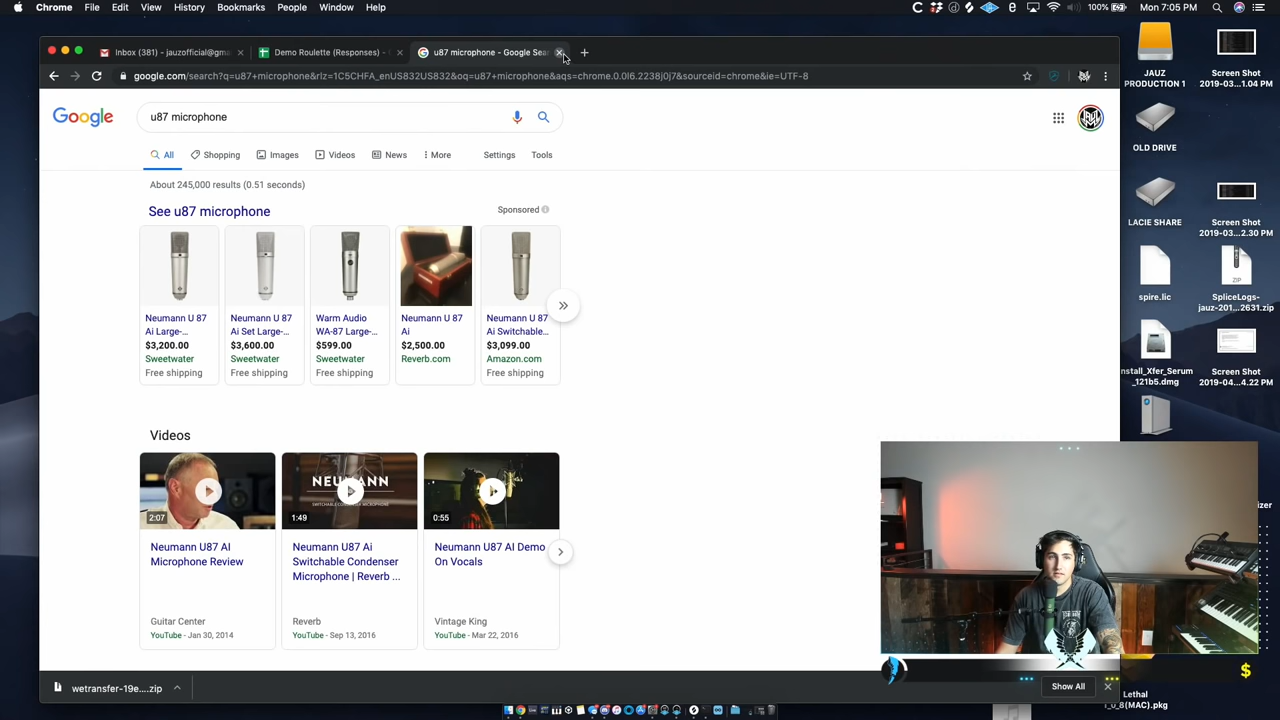 Chrome File Edit View History Bookmarks People Window Help
100% Mon 7:05 PM
Inbox (381) - jauzofficial@gma
Demo Roulette (Responses) -
u87 microphone - Google Sear
google.com/search?q=u87+microphone&rlz=1C5CHFA_enUS832US832&oq=u87+microphone&aqs=chrome.0.0l6.2238j0j7&sourceid=chrome&ie=UTF-8
Google
u87 microphone
All Shopping Images Videos News More Settings Tools
About 245,000 results (0.51 seconds)
See u87 microphone
Sponsored
Neumann U 87
Ai Large-...
$3,200.00
Sweetwater
Free shipping
Neumann U 87
Ai Set Large-...
$3,600.00
Sweetwater
Free shipping
Warm Audio
WA-87 Large-...
$599.00
Sweetwater
Free shipping
Neumann U 87
Ai
$2,500.00
Reverb.com
Neumann U 87
Ai Switchable...
$3,099.00
Amazon.com
Free shipping
Videos
2:07
Neumann U87 AI
Microphone Review
Guitar Center
YouTube - Jan 30, 2014
NEUMANN
SWITCHABLE CONDENSER MICROPHONE
1:49
Neumann U87 Ai
Switchable Condenser
Microphone | Reverb ...
Reverb
YouTube - Sep 13, 2016
0:55
Neumann U87 AI Demo
On Vocals
Vintage King
YouTube - Mar 22, 2016
wetransfer-19e....zip
Show All
JAUZ
PRODUCTION 1
Screen Shot
2019-03...1.04 PM
OLD DRIVE
LACIE SHARE
Screen Shot
2019-03...2.30 PM
spire.lic
ZIP
SpliceLogs-
jauz-201...2631.zip
nstall_Xfer_Serum
_121b5.dmg
Screen Shot
2019-04...4.22 PM
izer
$
Lethal
1_0_8(MAC).pkg